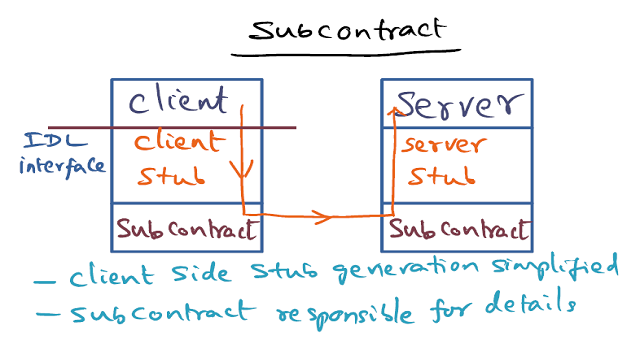 Subcontract
client
server
IDL
interface
client
stub
server
stub
Subcontract
Subcontract
- client side stub generation simplified
- subcontract responsible for details